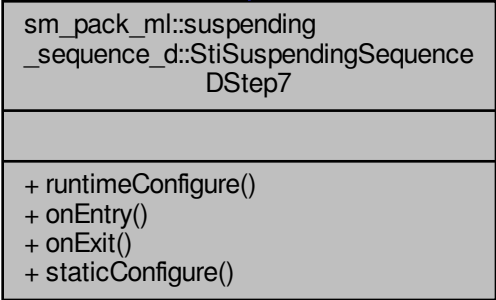 sm_pack_ml::suspending
_sequence_d::StiSuspendingSequence
DStep7
+ runtimeConfigure()
+ onEntry()
+ onExit()
+ staticConfigure()